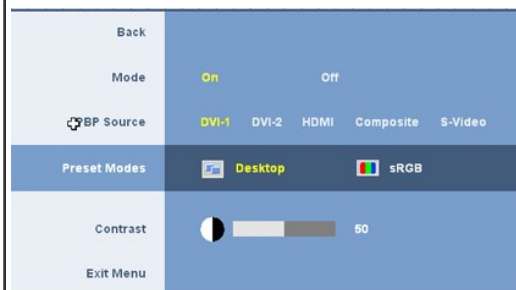 Back
Mode On Off
PBP Source DVI-1 DVI-2 HDMI Composite S-Video
Preset Modes Desktop sRGB
Contrast 50
Exit Menu